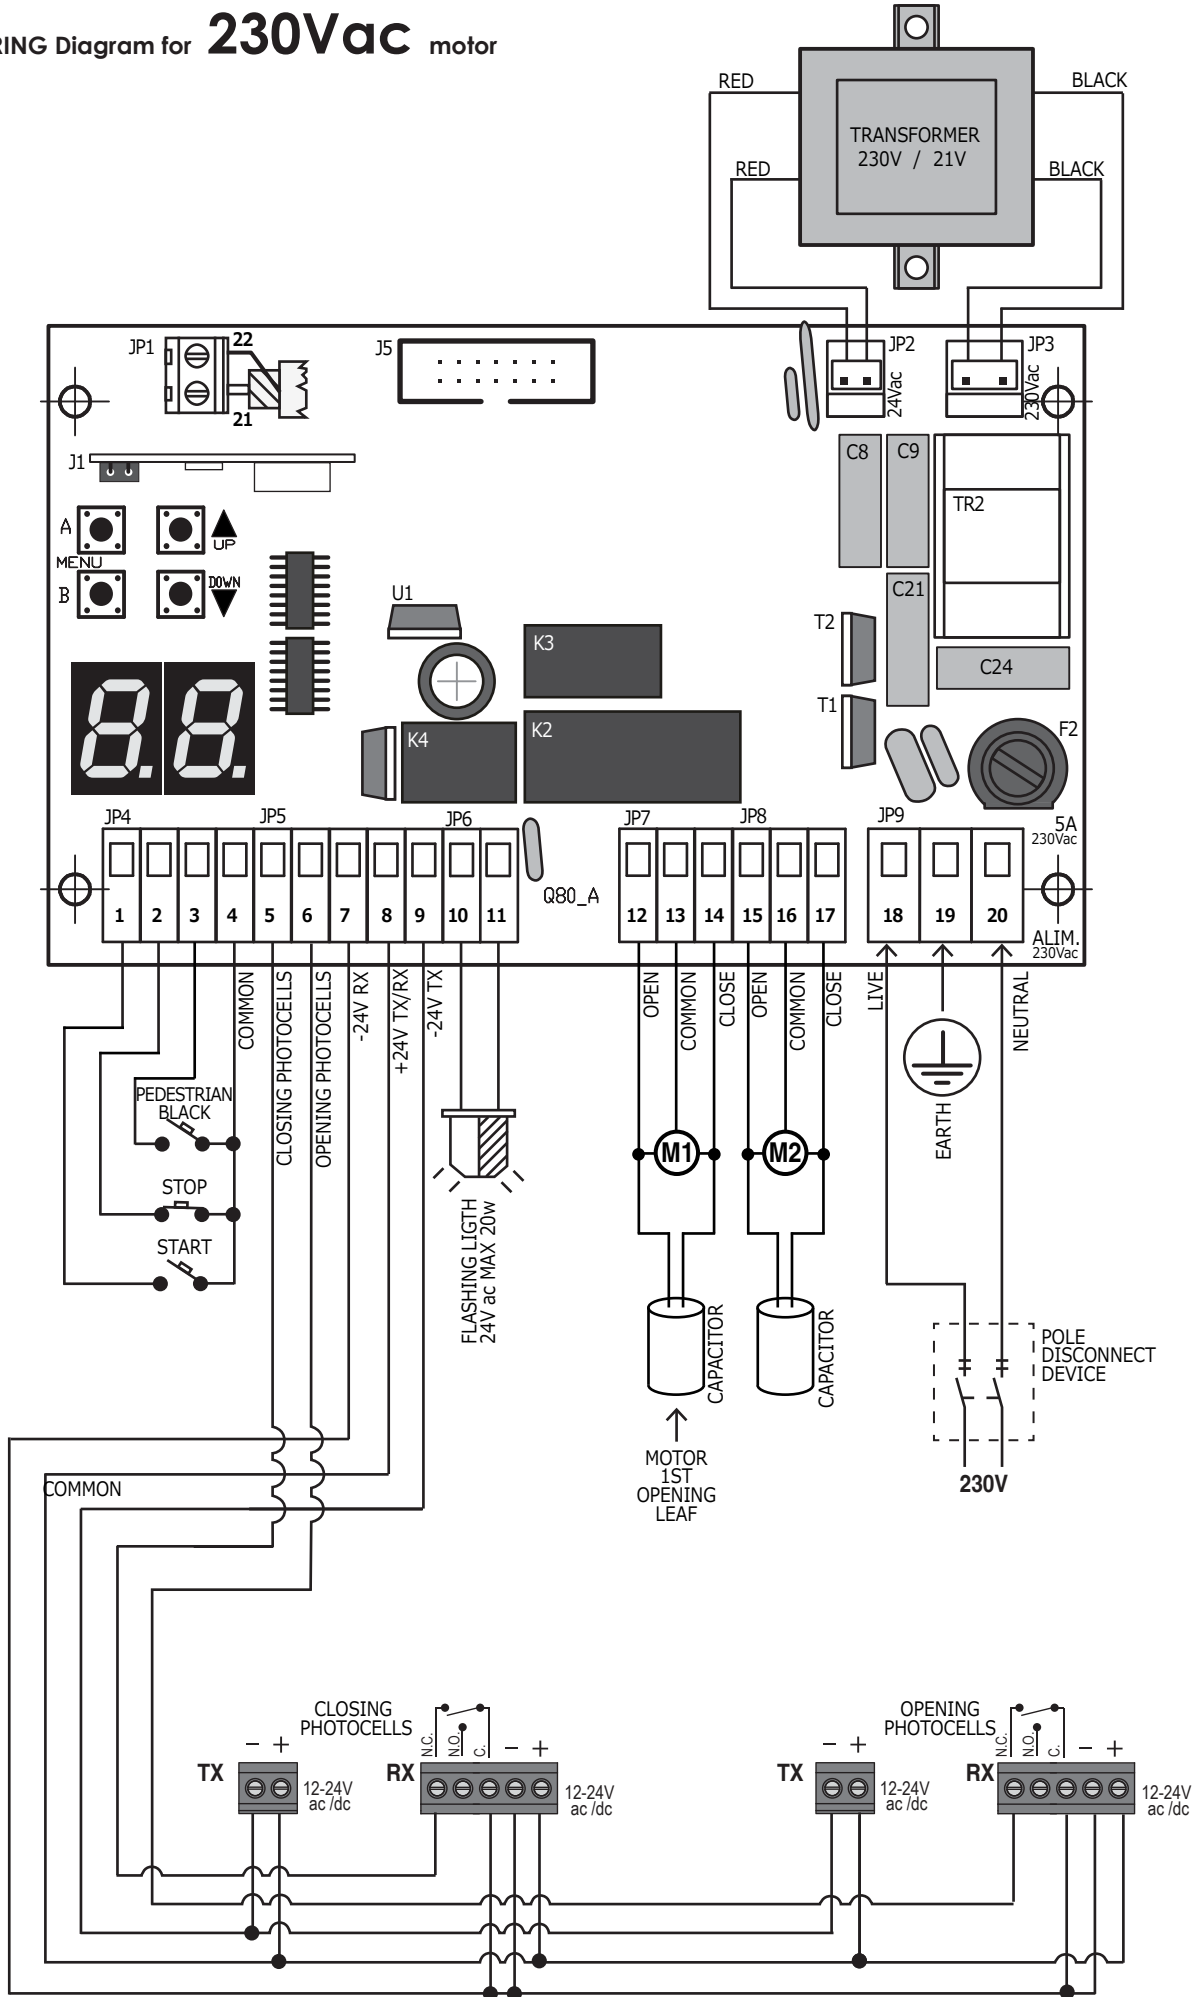 RING Diagram for 230Vac motor
RED
BLACK
TRANSFORMER
230V / 21V
RED
BLACK
JP1
22
21
J5
JP2
24Vac
JP3
230Vac
J1
A
UP
MENU
B
DOWN
C8
C9
TR2
C21
U1
K3
T2
C24
T1
K4
K2
F2
8.8.
JP4
JP5
JP6
JP7
JP8
JP9
5A
230Vac
Q80_A
1 2 3 4 5 6 7 8 9 10 11
12 13 14 15 16 17
18 19 20
ALIM.
230Vac
COMMON
CLOSING PHOTOCELLS
OPENING PHOTOCELLS
-24V RX
+24V TX/RX
-24V TX
OPEN
COMMON
CLOSE
OPEN
COMMON
CLOSE
LIVE
EARTH
NEUTRAL
PEDESTRIAN
BLACK
STOP
START
FLASHING LIGTH
24V ac MAX 20w
M1
M2
CAPACITOR
CAPACITOR
MOTOR
1ST
OPENING
LEAF
POLE
DISCONNECT
DEVICE
230V
COMMON
CLOSING
PHOTOCELLS
TX
− +
12-24V
ac /dc
RX
N.C.
N.O.
C.
− +
12-24V
ac /dc
OPENING
PHOTOCELLS
TX
− +
12-24V
ac /dc
RX
N.C.
N.O.
C.
− +
12-24V
ac /dc